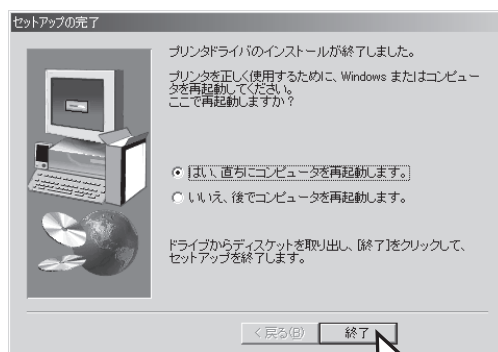 セットアップの完了
プリンタドライバのインストールが終了しました。
プリンタを正しく使用するために、Windows またはコンピュー
タを再起動してください。
ここで再起動しますか？
はい、直ちにコンピュータを再起動します。
いいえ、後でコンピュータを再起動します。
ドライブからディスケットを取り出し、[終了]をクリックして、
セットアップを終了します。
< 戻る(B)
終了